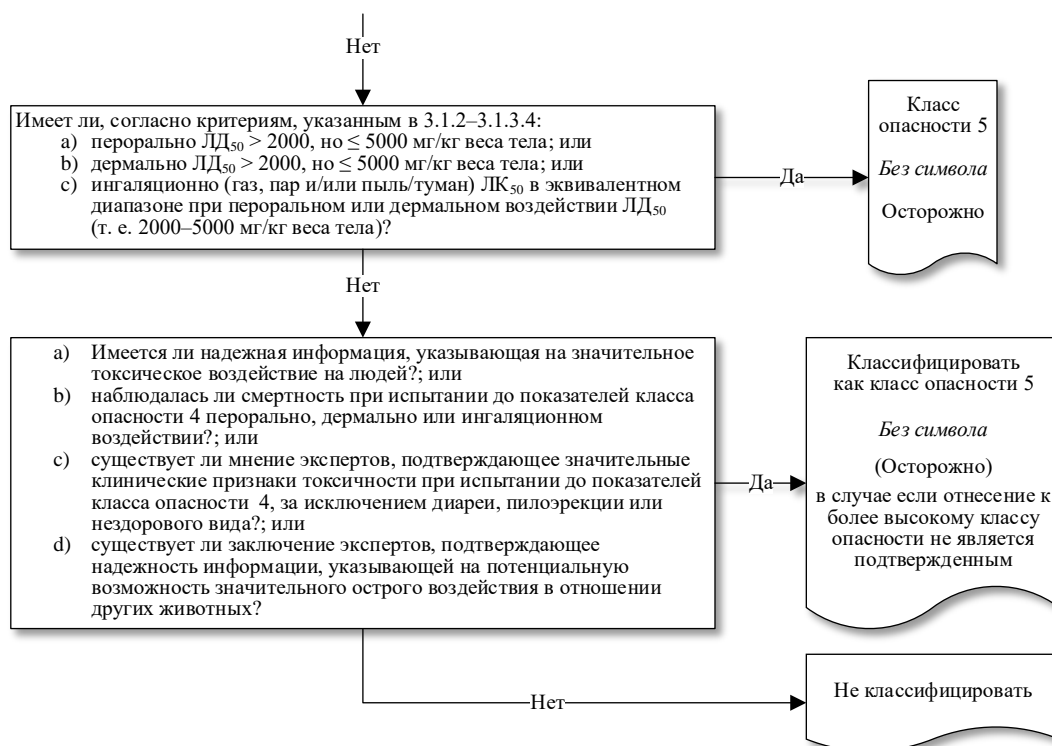 Нет
Имеет ли, согласно критериям, указанным в 3.1.2–3.1.3.4:
a) перорально ЛД₅₀ > 2000, но ≤ 5000 мг/кг веса тела; или
b) дермально ЛД₅₀ > 2000, но ≤ 5000 мг/кг веса тела; или
c) ингаляционно (газ, пар и/или пыль/туман) ЛК₅₀ в эквивалентном
диапазоне при пероральном или дермальном воздействии ЛД₅₀
(т. е. 2000–5000 мг/кг веса тела)?
Да
Класс
опасности 5
Без символа
Осторожно
Нет
a) Имеется ли надежная информация, указывающая на значительное
токсическое воздействие на людей?; или
b) наблюдалась ли смертность при испытании до показателей класса
опасности 4 перорально, дермально или ингаляционном
воздействии?; или
c) существует ли мнение экспертов, подтверждающее значительные
клинические признаки токсичности при испытании до показателей
класса опасности 4, за исключением диареи, пилоэрекции или
нездорового вида?; или
d) существует ли заключение экспертов, подтверждающее
надежность информации, указывающей на потенциальную
возможность значительного острого воздействия в отношении
других животных?
Да
Классифицировать
как класс опасности 5
Без символа
(Осторожно)
в случае если отнесение к
более высокому классу
опасности не является
подтвержденным
Нет
Не классифицировать